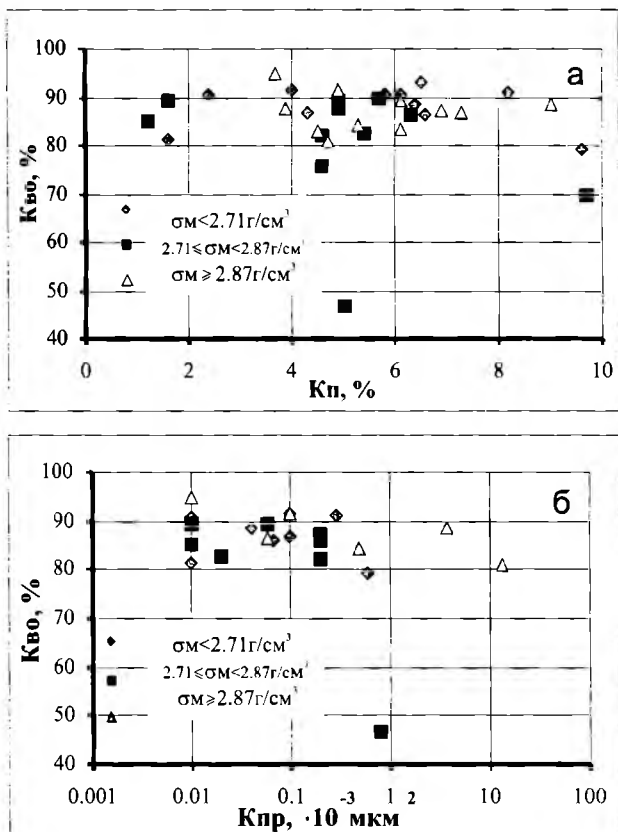 100
90
80
70
60
50
40
Кво, %
а
σм<2.71г/см³
2.71≤σм<2.87г/см³
σм≥2.87г/см³
0 2 4 6 8 10
Кп, %
100
90
80
70
60
50
40
Кво, %
б
σм<2.71г/см³
2.71≤σм<2.87г/см³
σм≥2.87г/см³
0.001 0.01 0.1 1 10 100
Кпр, ·10⁻³ мкм²